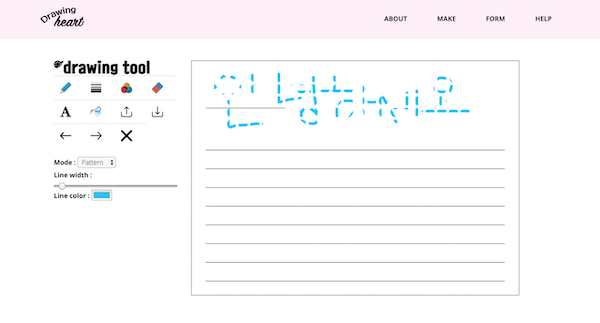 Drawing
heart
ABOUT MAKE FORM HELP
drawing tool
A
Mode : Pattern
Line width :
Line color :